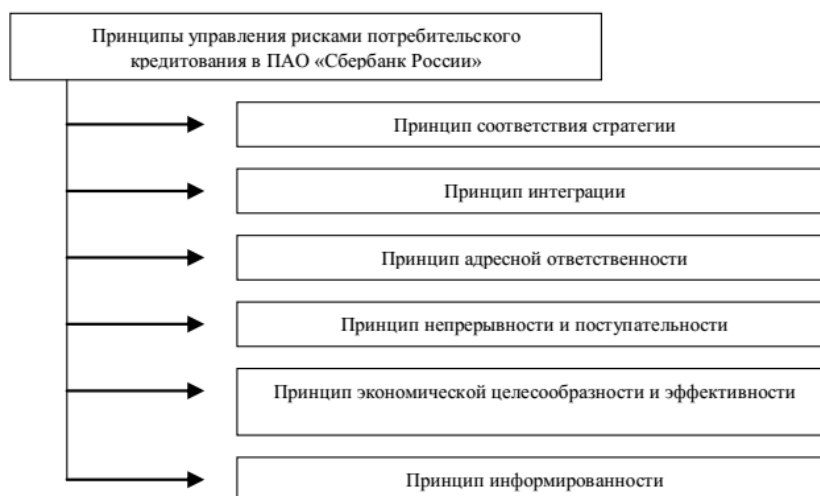 Принципы управления рисками потребительского
кредитования в ПАО «Сбербанк России»
Принцип соответствия стратегии
Принцип интеграции
Принцип адресной ответственности
Принцип непрерывности и поступательности
Принцип экономической целесообразности и эффективности
Принцип информированности